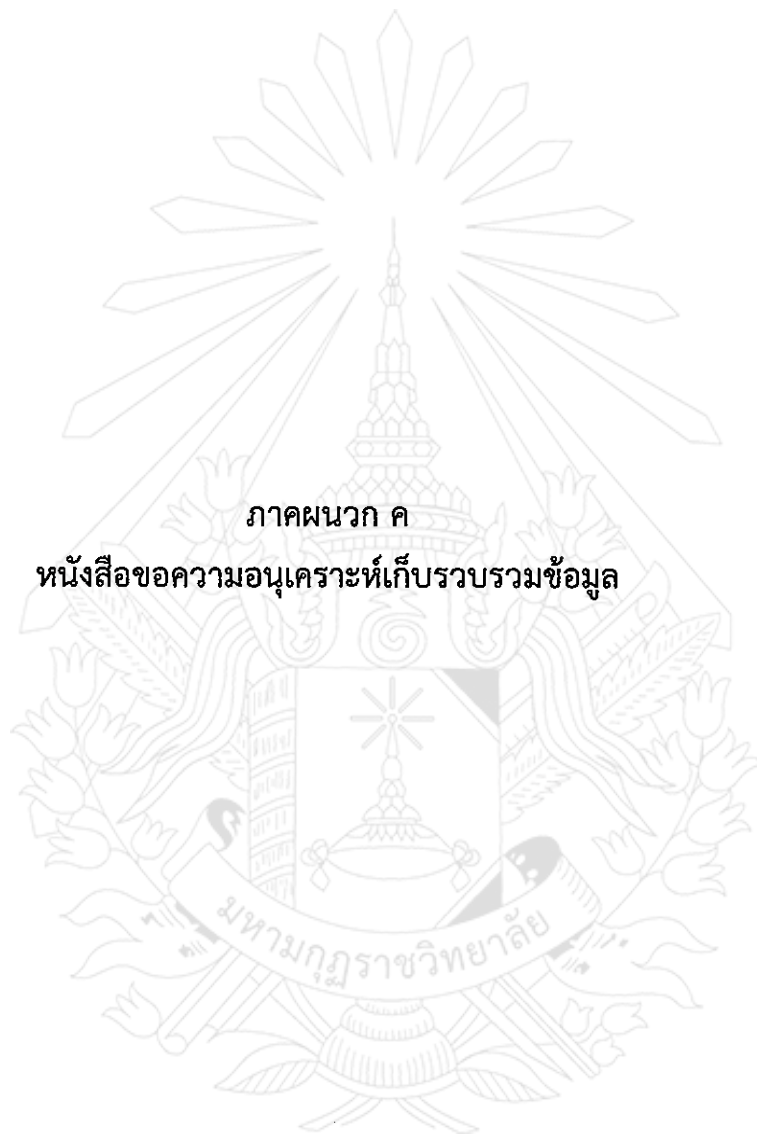 ภาคผนวก ค
หนังสือขอความอนุเคราะห์เก็บรวบรวมข้อมูล
มหามกุฏราชวิทยาลัย